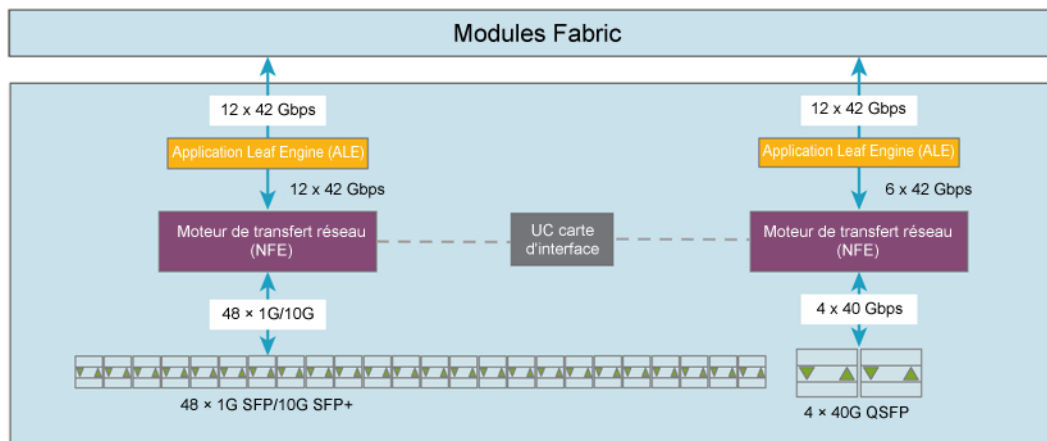 Modules Fabric
12 x 42 Gbps
12 x 42 Gbps
Application Leaf Engine (ALE)
Application Leaf Engine (ALE)
12 x 42 Gbps
6 x 42 Gbps
Moteur de transfert réseau
(NFE)
UC carte
d'interface
Moteur de transfert réseau
(NFE)
48 × 1G/10G
4 x 40 Gbps
48 × 1G SFP/10G SFP+
4 × 40G QSFP